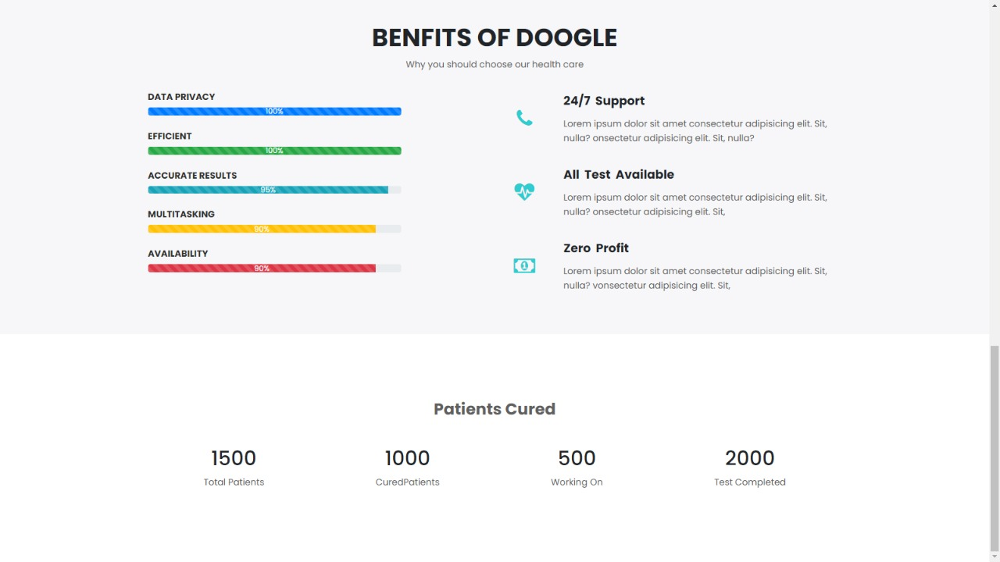 BENFITS OF DOOGLE
Why you should choose our health care
DATA PRIVACY
100%
EFFICIENT
100%
ACCURATE RESULTS
95%
MULTITASKING
90%
AVAILABILITY
90%
24/7 Support
Lorem ipsum dolor sit amet consectetur adipisicing elit. Sit,
nulla? onsectetur adipisicing elit. Sit, nulla?
All Test Available
Lorem ipsum dolor sit amet consectetur adipisicing elit. Sit,
nulla? onsectetur adipisicing elit. Sit,
Zero Profit
1
Lorem ipsum dolor sit amet consectetur adipisicing elit. Sit,
nulla? vonsectetur adipisicing elit. Sit,
Patients Cured
1500
Total Patients
1000
CuredPatients
500
Working On
2000
Test Completed